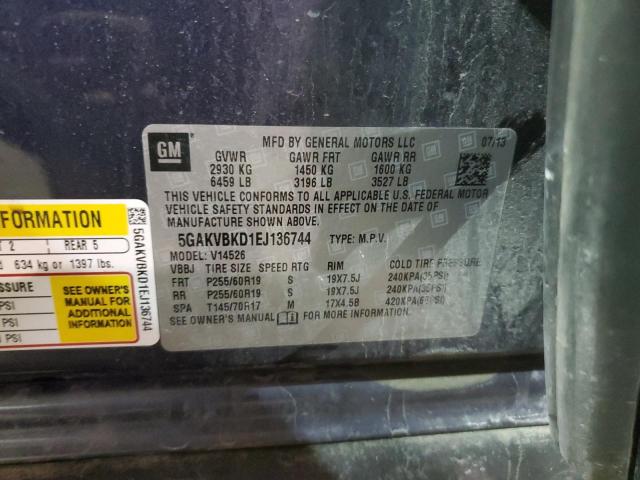 GM
MFD BY GENERAL MOTORS LLC 07/13
GVWR GAWR FRT GAWR RR
2930 KG 1450 KG 1600 KG
6459 LB 3196 LB 3527 LB
THIS VEHICLE CONFORMS TO ALL APPLICABLE U.S. FEDERAL MOTOR
VEHICLE SAFETY STANDARDS IN EFFECT ON THE DATE OF
MANUFACTURE SHOWN ABOVE.
5GAKVBKD1EJ136744 TYPE: M.P.V.
MODEL: V14526
VBBJ TIRE SIZE SPEED RTG RIM COLD TIRE PRESSURE
FRT P255/60R19 S 19X7.5J 240KPA(35PSI)
RR P255/60R19 S 19X7.5J 240KPA(35PSI)
SPA T145/70R17 M 17X4.5B 420KPA(60PSI)
SEE OWNER'S MANUAL FOR MORE INFORMATION.
FORMATION
2 REAR 5
634 kg or 1397 lbs.
SSURE
PSI
PSI
PSI
SEE OWNER'S
MANUAL FOR
ADDITIONAL
INFORMATION
5GAKVBKD1EJ136744